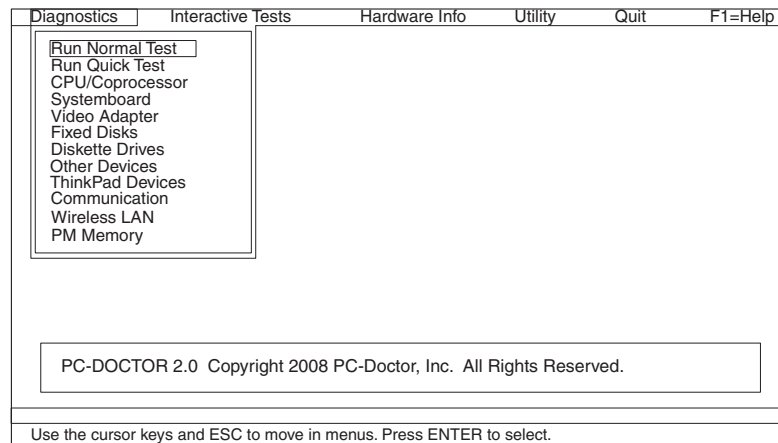 Diagnostics Interactive Tests Hardware Info Utility Quit F1=Help
Run Normal Test
Run Quick Test
CPU/Coprocessor
Systemboard
Video Adapter
Fixed Disks
Diskette Drives
Other Devices
ThinkPad Devices
Communication
Wireless LAN
PM Memory
PC-DOCTOR 2.0 Copyright 2008 PC-Doctor, Inc. All Rights Reserved.
Use the cursor keys and ESC to move in menus. Press ENTER to select.